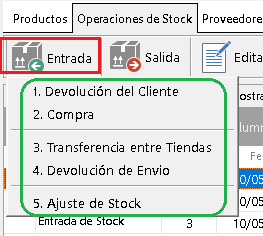 Productos Operaciones de Stock Proveedore
Entrada Salida Edita
1. Devolución del Cliente
2. Compra
3. Transferencia entre Tiendas
4. Devolución de Envio
5. Ajuste de Stock
ostra
lumn
Fe
0/05
0/05
Entrada de Stock 3 10/05